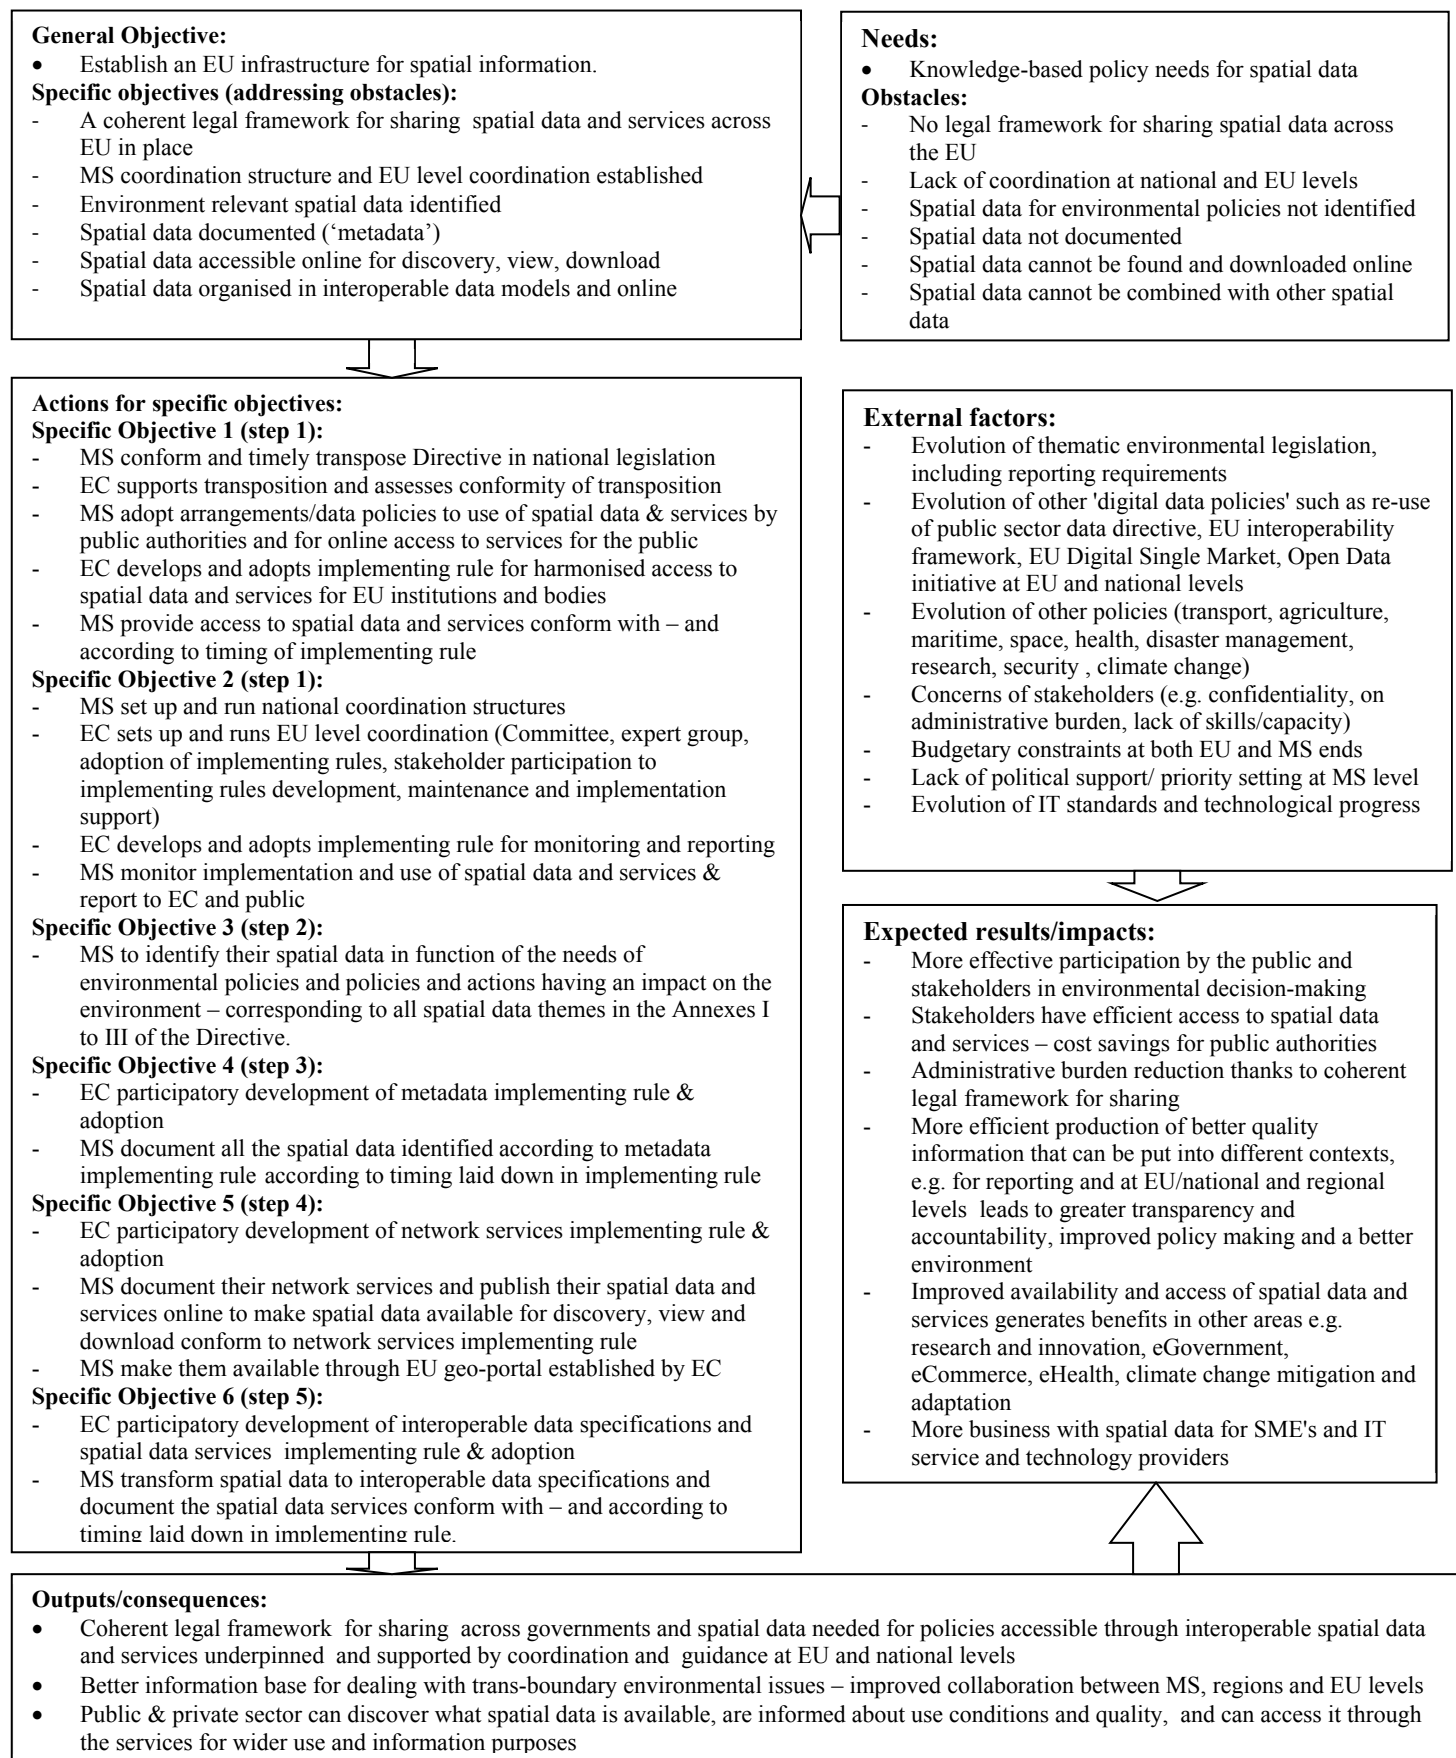 General Objective:
• Establish an EU infrastructure for spatial information.
Specific objectives (addressing obstacles):
- A coherent legal framework for sharing spatial data and services across
EU in place
- MS coordination structure and EU level coordination established
- Environment relevant spatial data identified
- Spatial data documented (‘metadata’)
- Spatial data accessible online for discovery, view, download
- Spatial data organised in interoperable data models and online
Needs:
• Knowledge-based policy needs for spatial data
Obstacles:
- No legal framework for sharing spatial data across
the EU
- Lack of coordination at national and EU levels
- Spatial data for environmental policies not identified
- Spatial data not documented
- Spatial data cannot be found and downloaded online
- Spatial data cannot be combined with other spatial
data
Actions for specific objectives:
Specific Objective 1 (step 1):
- MS conform and timely transpose Directive in national legislation
- EC supports transposition and assesses conformity of transposition
- MS adopt arrangements/data policies to use of spatial data & services by
public authorities and for online access to services for the public
- EC develops and adopts implementing rule for harmonised access to
spatial data and services for EU institutions and bodies
- MS provide access to spatial data and services conform with – and
according to timing of implementing rule
Specific Objective 2 (step 1):
- MS set up and run national coordination structures
- EC sets up and runs EU level coordination (Committee, expert group,
adoption of implementing rules, stakeholder participation to
implementing rules development, maintenance and implementation
support)
- EC develops and adopts implementing rule for monitoring and reporting
- MS monitor implementation and use of spatial data and services &
report to EC and public
Specific Objective 3 (step 2):
- MS to identify their spatial data in function of the needs of
environmental policies and policies and actions having an impact on the
environment – corresponding to all spatial data themes in the Annexes I
to III of the Directive.
Specific Objective 4 (step 3):
- EC participatory development of metadata implementing rule &
adoption
- MS document all the spatial data identified according to metadata
implementing rule according to timing laid down in implementing rule
Specific Objective 5 (step 4):
- EC participatory development of network services implementing rule &
adoption
- MS document their network services and publish their spatial data and
services online to make spatial data available for discovery, view and
download conform to network services implementing rule
- MS make them available through EU geo-portal established by EC
Specific Objective 6 (step 5):
- EC participatory development of interoperable data specifications and
spatial data services implementing rule & adoption
- MS transform spatial data to interoperable data specifications and
document the spatial data services conform with – and according to
timing laid down in implementing rule.
External factors:
- Evolution of thematic environmental legislation,
including reporting requirements
- Evolution of other 'digital data policies' such as re-use
of public sector data directive, EU interoperability
framework, EU Digital Single Market, Open Data
initiative at EU and national levels
- Evolution of other policies (transport, agriculture,
maritime, space, health, disaster management,
research, security , climate change)
- Concerns of stakeholders (e.g. confidentiality, on
administrative burden, lack of skills/capacity)
- Budgetary constraints at both EU and MS ends
- Lack of political support/ priority setting at MS level
- Evolution of IT standards and technological progress
Expected results/impacts:
- More effective participation by the public and
stakeholders in environmental decision-making
- Stakeholders have efficient access to spatial data
and services – cost savings for public authorities
- Administrative burden reduction thanks to coherent
legal framework for sharing
- More efficient production of better quality
information that can be put into different contexts,
e.g. for reporting and at EU/national and regional
levels leads to greater transparency and
accountability, improved policy making and a better
environment
- Improved availability and access of spatial data and
services generates benefits in other areas e.g.
research and innovation, eGovernment,
eCommerce, eHealth, climate change mitigation and
adaptation
- More business with spatial data for SME's and IT
service and technology providers
Outputs/consequences:
• Coherent legal framework for sharing across governments and spatial data needed for policies accessible through interoperable spatial data
and services underpinned and supported by coordination and guidance at EU and national levels
• Better information base for dealing with trans-boundary environmental issues – improved collaboration between MS, regions and EU levels
• Public & private sector can discover what spatial data is available, are informed about use conditions and quality, and can access it through
the services for wider use and information purposes